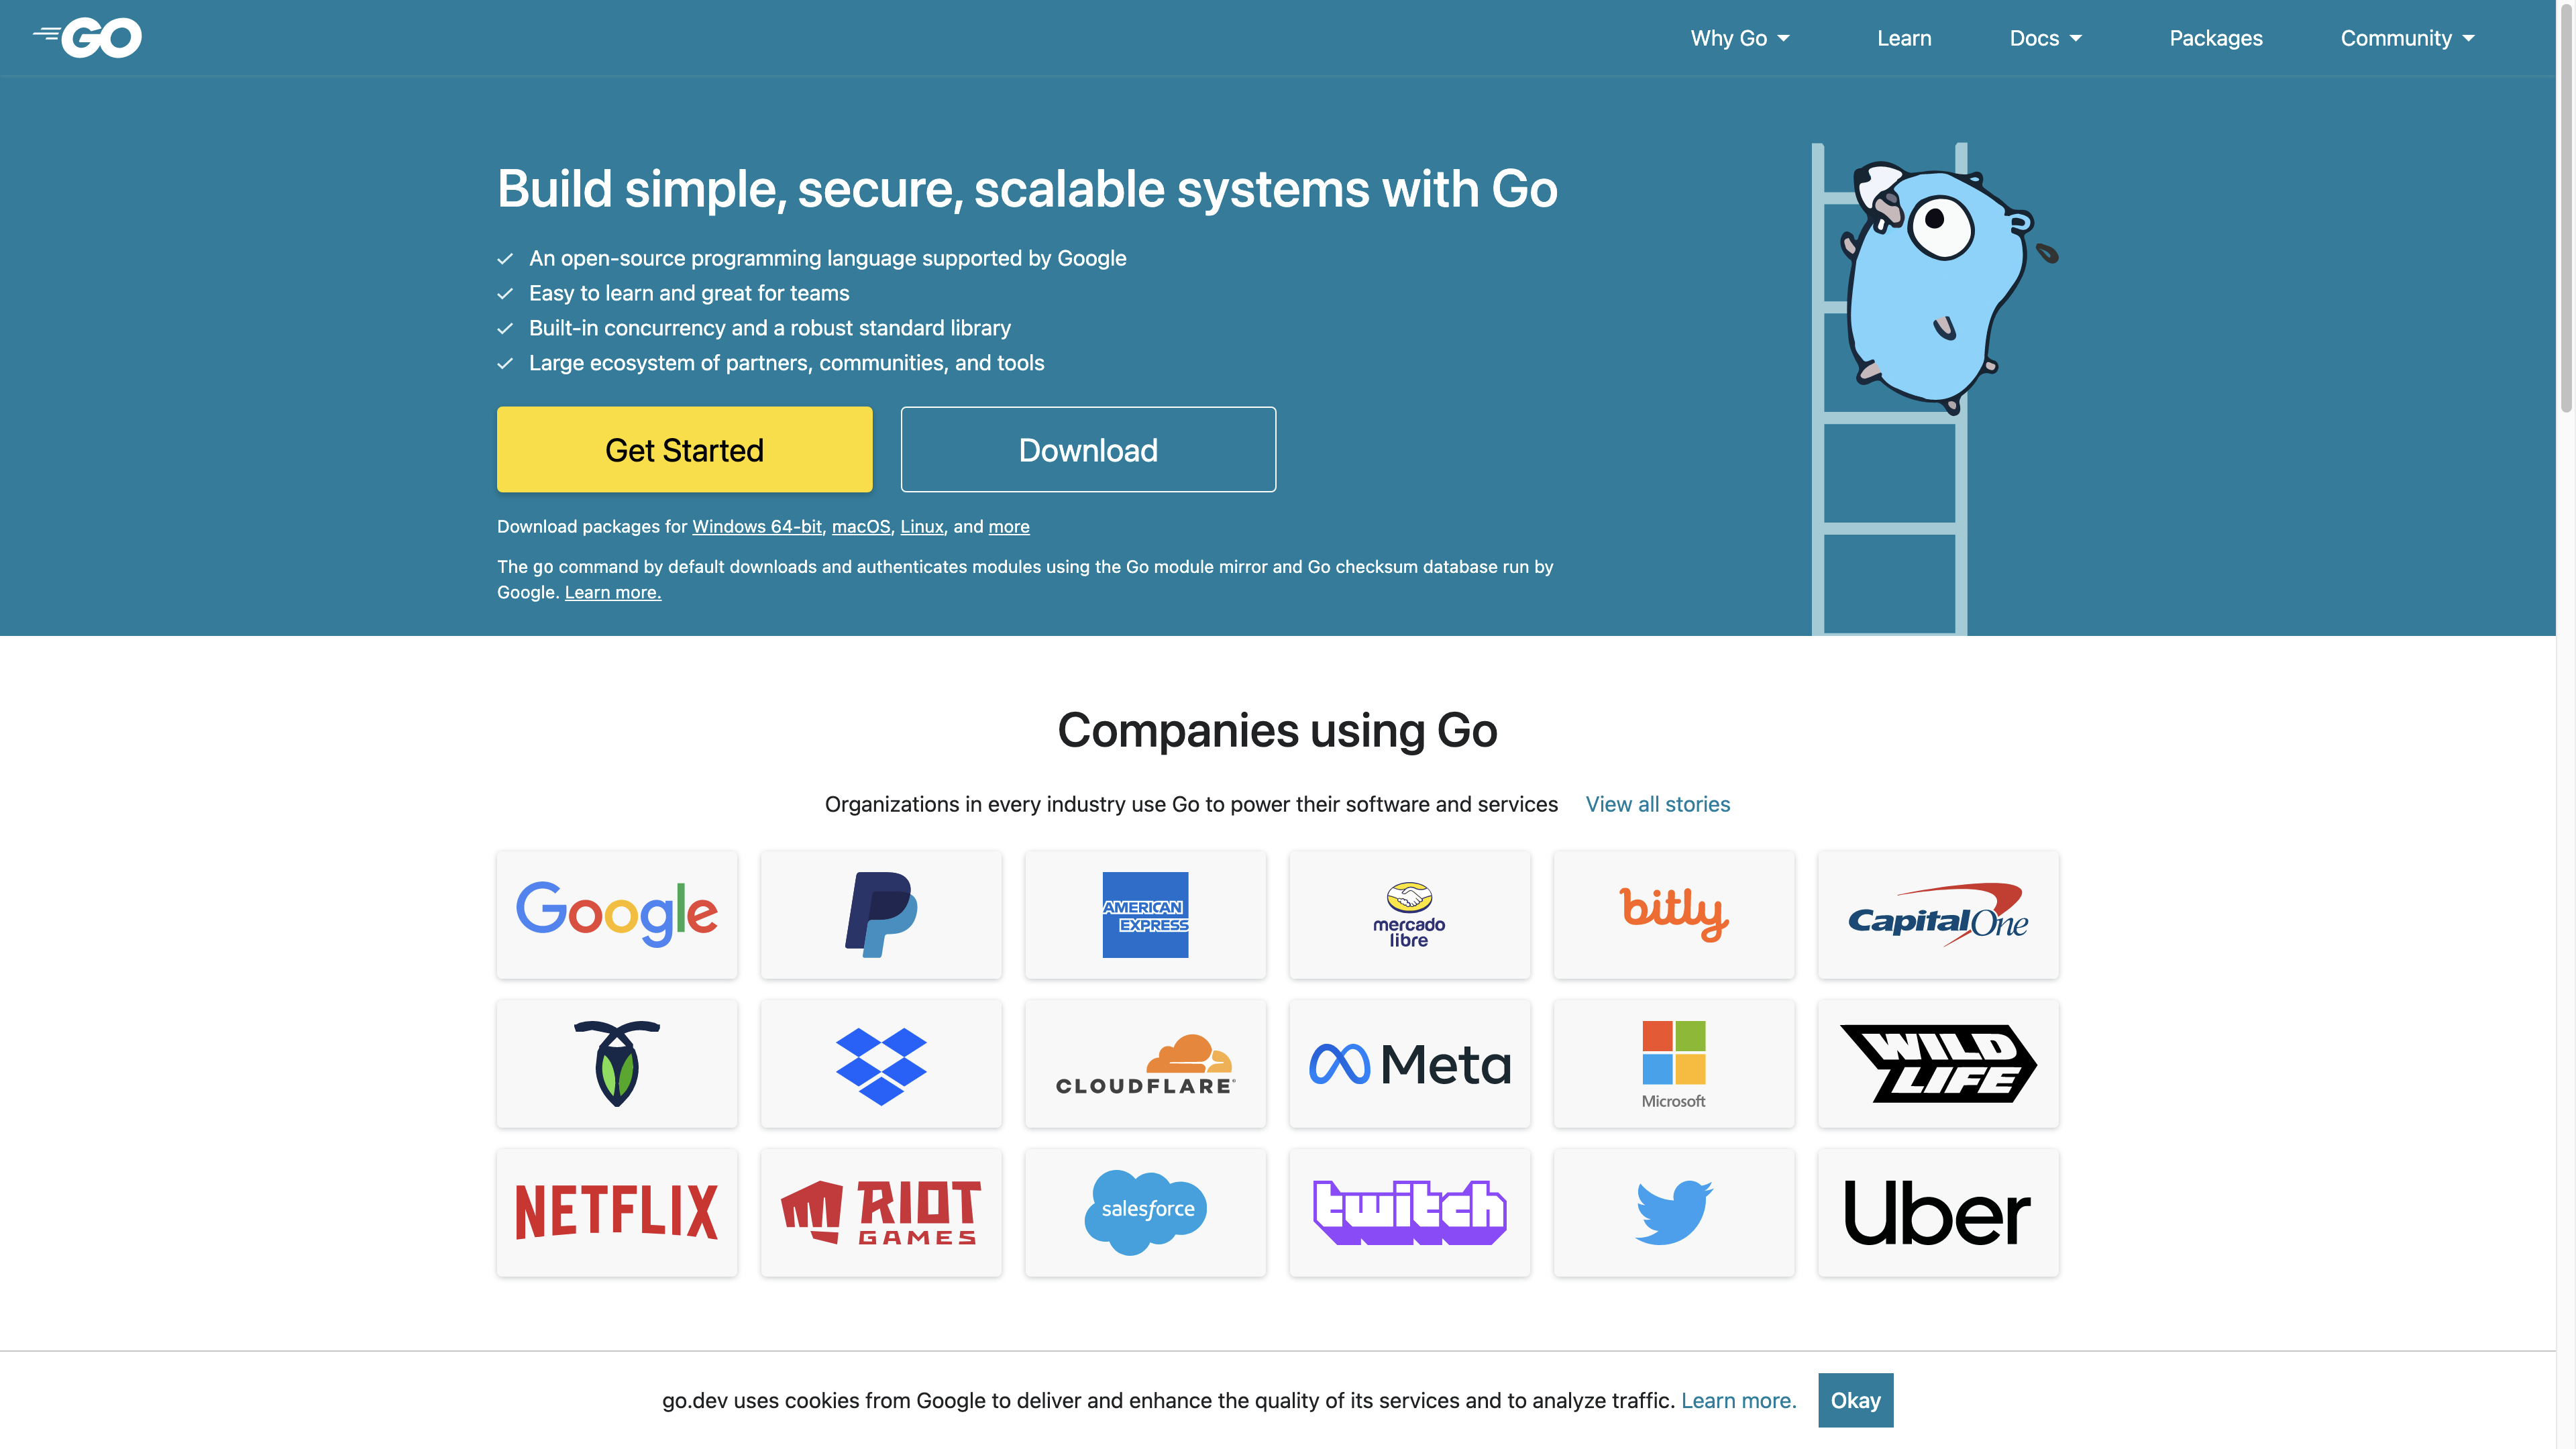 GO
Why Go
Learn
Docs
Packages
Community
Build simple, secure, scalable systems with Go
An open-source programming language supported by Google
Easy to learn and great for teams
Built-in concurrency and a robust standard library
Large ecosystem of partners, communities, and tools
Get Started
Download
Download packages for Windows 64-bit, macOS, Linux, and more
The go command by default downloads and authenticates modules using the Go module mirror and Go checksum database run by
Google. Learn more.
Companies using Go
Organizations in every industry use Go to power their software and services
View all stories
Google
AMERICAN
EXPRESS
mercado
libre
bitly
Capital One
CLOUDFLARE
Meta
Microsoft
WILD
LIFE
NETFLIX
RIOT
GAMES
salesforce
twitch
Uber
go.dev uses cookies from Google to deliver and enhance the quality of its services and to analyze traffic. Learn more.
Okay